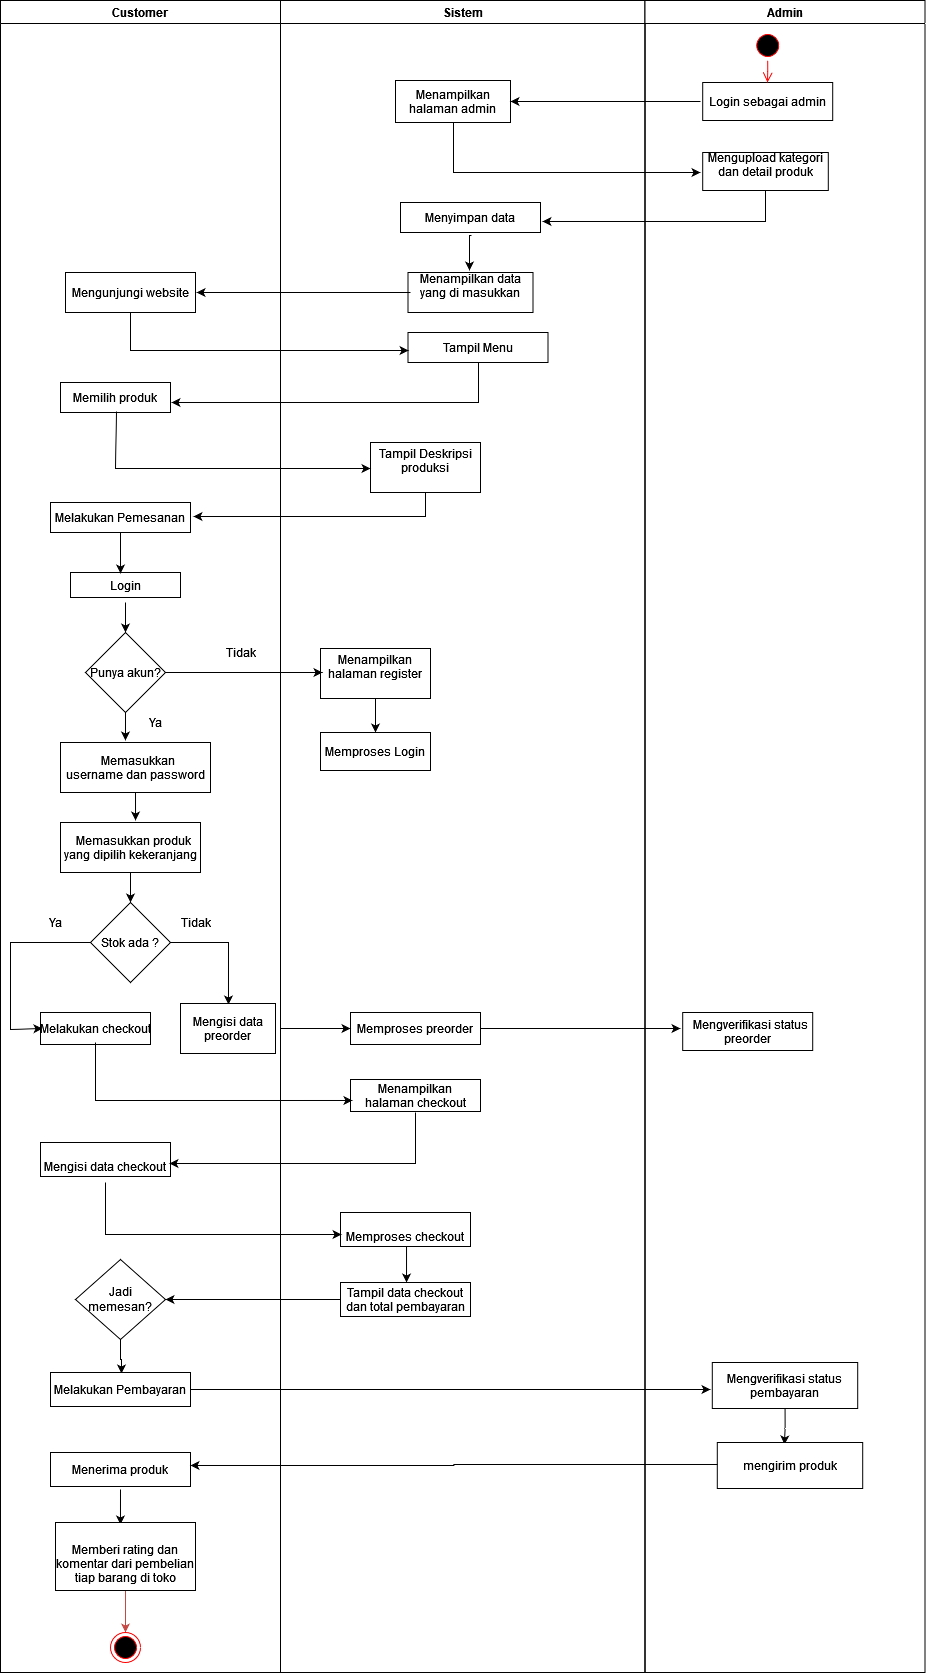 Customer
Sistem
Admin
Login sebagai admin
Menampilkan
halaman admin
Mengupload kategori
dan detail produk
Menyimpan data
Menampilkan data
yang di masukkan
Mengunjungi website
Tampil Menu
Memilih produk
Tampil Deskripsi
produksi
Melakukan Pemesanan
Login
Punya akun?
Tidak
Menampilkan
halaman register
Memproses Login
Ya
Memasukkan
username dan password
Memasukkan produk
yang dipilih kekeranjang
Stok ada ?
Ya
Tidak
Melakukan checkout
Mengisi data
preorder
Memproses preorder
Mengverifikasi status
preorder
Menampilkan
halaman checkout
Mengisi data checkout
Memproses checkout
Tampil data checkout
dan total pembayaran
Jadi
memesan?
Melakukan Pembayaran
Mengverifikasi status
pembayaran
mengirim produk
Menerima produk
Memberi rating dan
komentar dari pembelian
tiap barang di toko